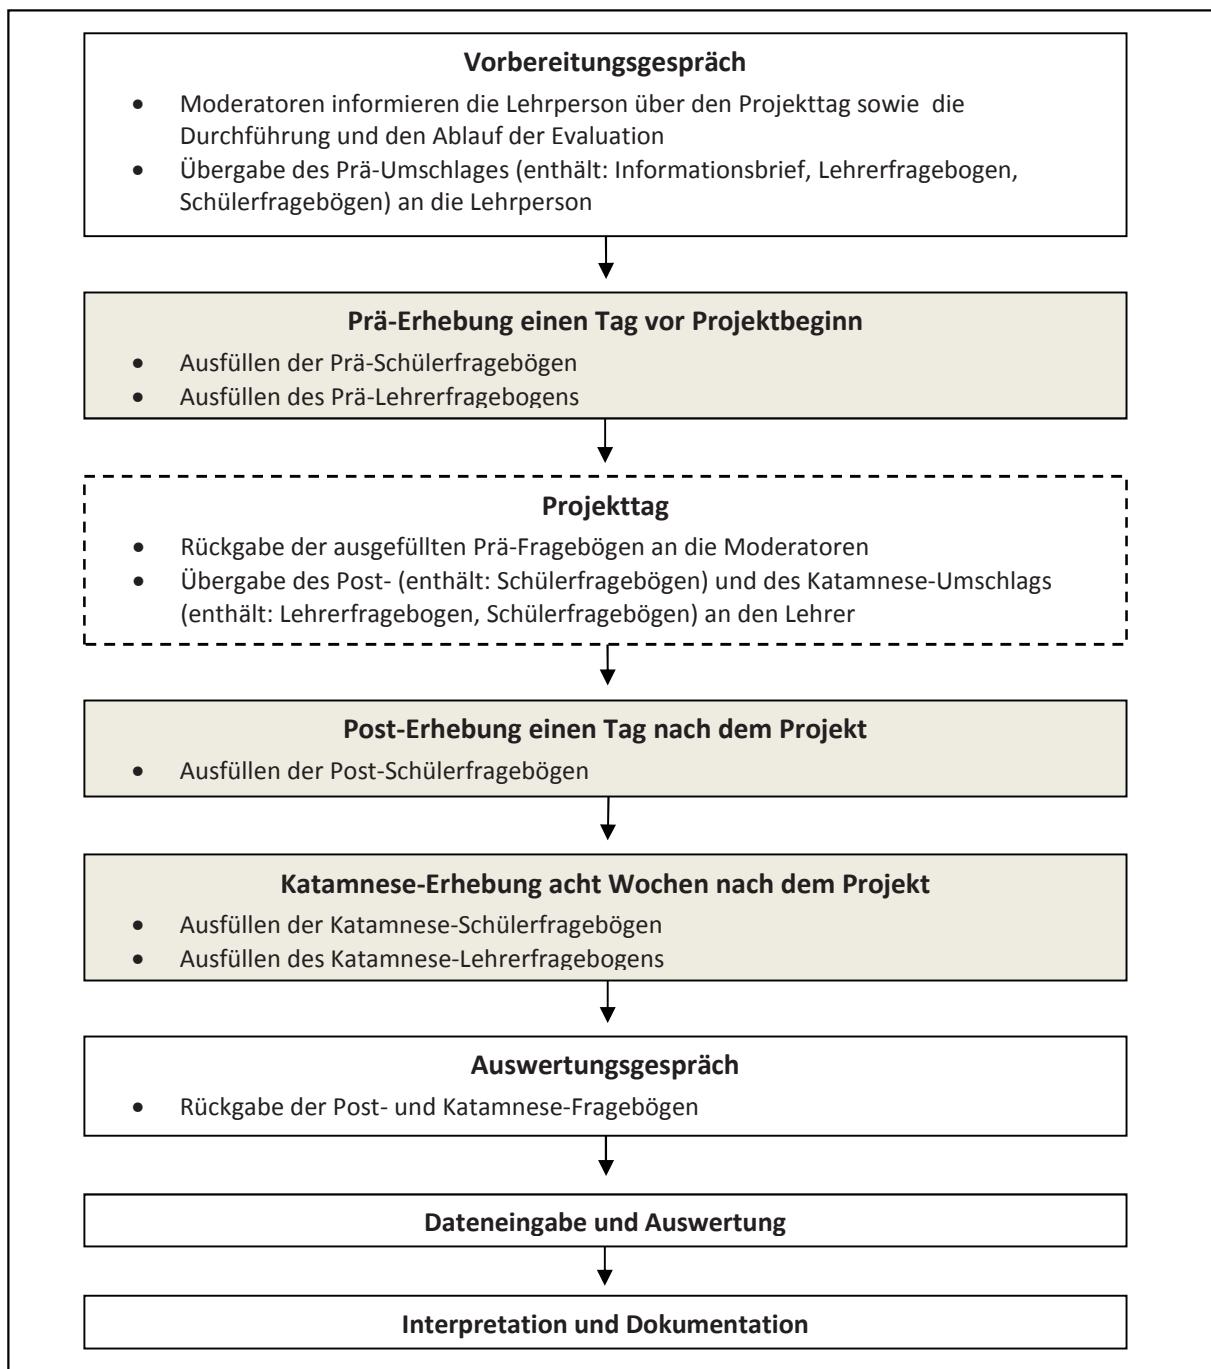 Vorbereitungsgespräch
• Moderatoren informieren die Lehrperson über den Projekttag sowie  die
Durchführung und den Ablauf der Evaluation
• Übergabe des Prä-Umschlages (enthält: Informationsbrief, Lehrerfragebogen,
Schülerfragebögen) an die Lehrperson
Prä-Erhebung einen Tag vor Projektbeginn
• Ausfüllen der Prä-Schülerfragebögen
• Ausfüllen des Prä-Lehrerfragebogens
Projekttag
• Rückgabe der ausgefüllten Prä-Fragebögen an die Moderatoren
• Übergabe des Post- (enthält: Schülerfragebögen) und des Katamnese-Umschlags
(enthält: Lehrerfragebogen, Schülerfragebögen) an den Lehrer
Post-Erhebung einen Tag nach dem Projekt
• Ausfüllen der Post-Schülerfragebögen
Katamnese-Erhebung acht Wochen nach dem Projekt
• Ausfüllen der Katamnese-Schülerfragebögen
• Ausfüllen des Katamnese-Lehrerfragebogens
Auswertungsgespräch
• Rückgabe der Post- und Katamnese-Fragebögen
Dateneingabe und Auswertung
Interpretation und Dokumentation